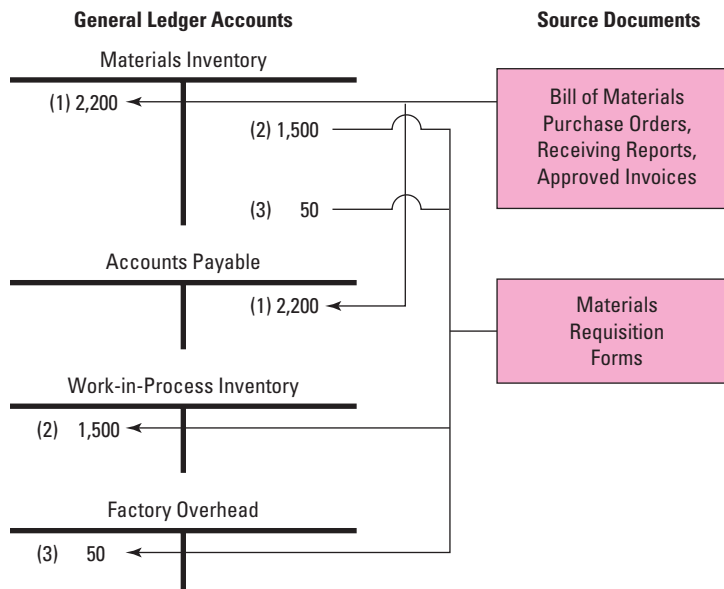 General Ledger Accounts
Source Documents
Materials Inventory
(1) 2,200
(2) 1,500
(3) 50
Bill of Materials
Purchase Orders,
Receiving Reports,
Approved Invoices
Accounts Payable
(1) 2,200
Materials
Requisition
Forms
Work-in-Process Inventory
(2) 1,500
Factory Overhead
(3) 50